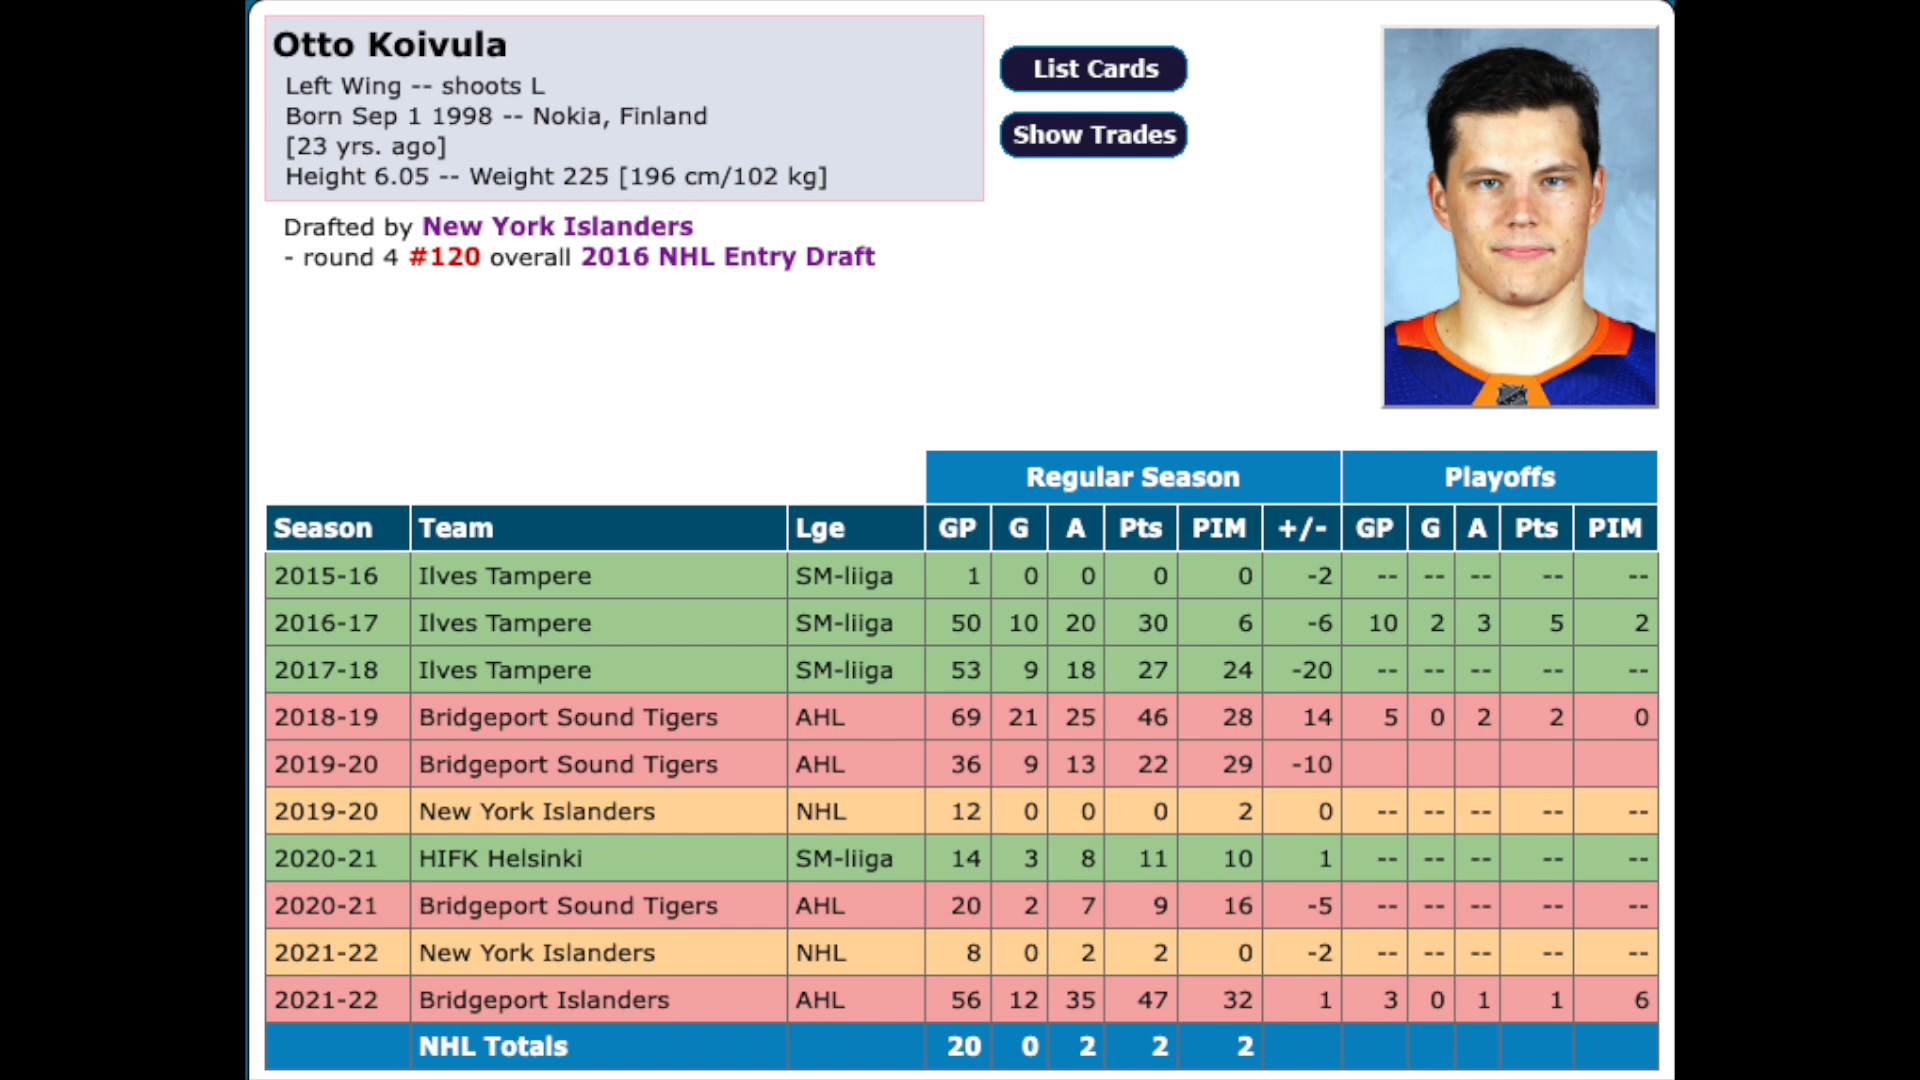 Otto Koivula
Left Wing -- shoots L
Born Sep 1 1998 -- Nokia, Finland
[23 yrs. ago]
Height 6.05 -- Weight 225 [196 cm/102 kg]
List Cards
Show Trades
Drafted by New York Islanders
- round 4 #120 overall 2016 NHL Entry Draft
Regular Season Playoffs
Season Team Lge GP G A Pts PIM +/- GP G A Pts PIM
2015-16 Ilves Tampere SM-liiga 1 0 0 0 0 -2 -- -- -- -- --
2016-17 Ilves Tampere SM-liiga 50 10 20 30 6 -6 10 2 3 5 2
2017-18 Ilves Tampere SM-liiga 53 9 18 27 24 -20 -- -- -- -- --
2018-19 Bridgeport Sound Tigers AHL 69 21 25 46 28 14 5 0 2 2 0
2019-20 Bridgeport Sound Tigers AHL 36 9 13 22 29 -10
2019-20 New York Islanders NHL 12 0 0 0 2 0 -- -- -- -- --
2020-21 HIFK Helsinki SM-liiga 14 3 8 11 10 1 -- -- -- -- --
2020-21 Bridgeport Sound Tigers AHL 20 2 7 9 16 -5 -- -- -- -- --
2021-22 New York Islanders NHL 8 0 2 2 0 -2 -- -- -- -- --
2021-22 Bridgeport Islanders AHL 56 12 35 47 32 1 3 0 1 1 6
NHL Totals 20 0 2 2 2